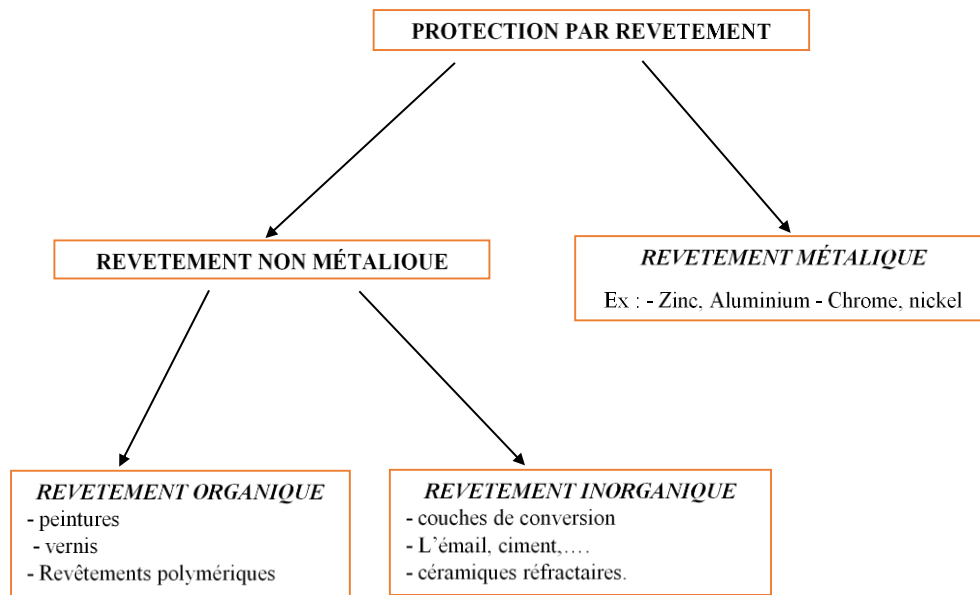 PROTECTION PAR REVETEMENT
REVETEMENT NON MÉTALIQUE
REVETEMENT MÉTALIQUE
Ex : - Zinc, Aluminium - Chrome, nickel
REVETEMENT ORGANIQUE
- peintures
- vernis
- Revêtements polymériques
REVETEMENT INORGANIQUE
- couches de conversion
- L'émail, ciment,….
- céramiques réfractaires.